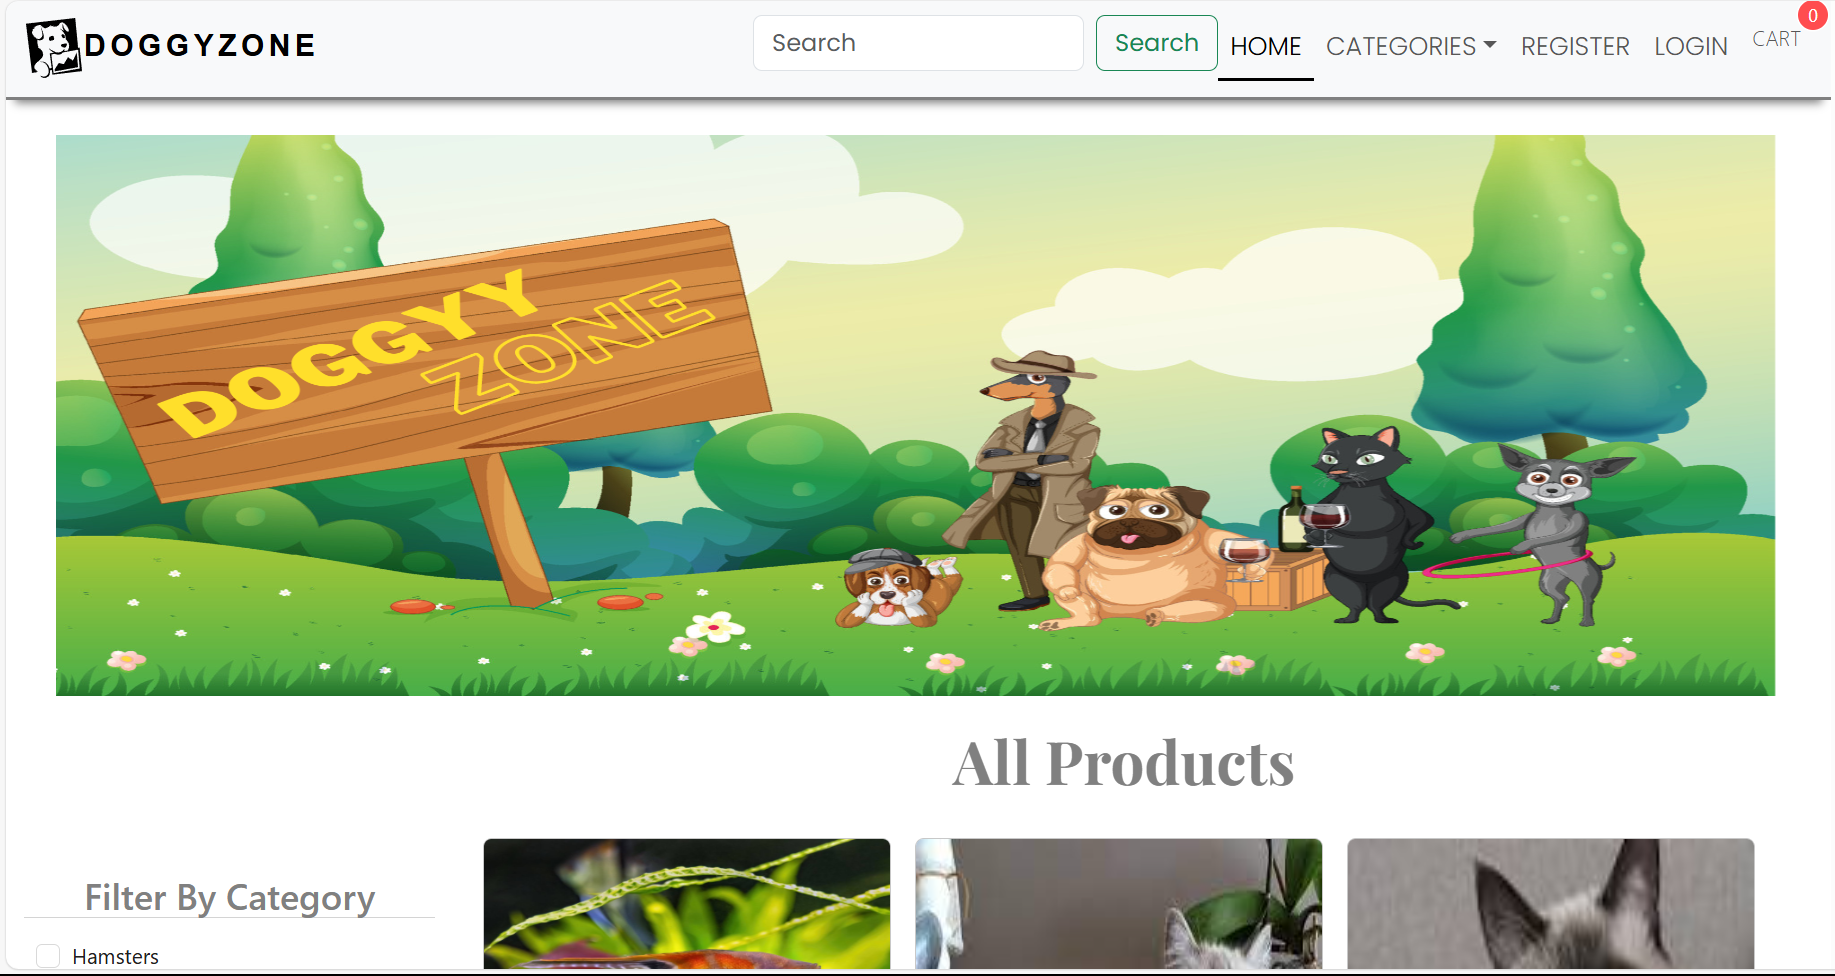 DOGGYZONE
Search
Search
HOME
CATEGORIES
REGISTER
LOGIN
CART
0
DOGGYY
ZONE
All Products
Filter By Category
Hamsters